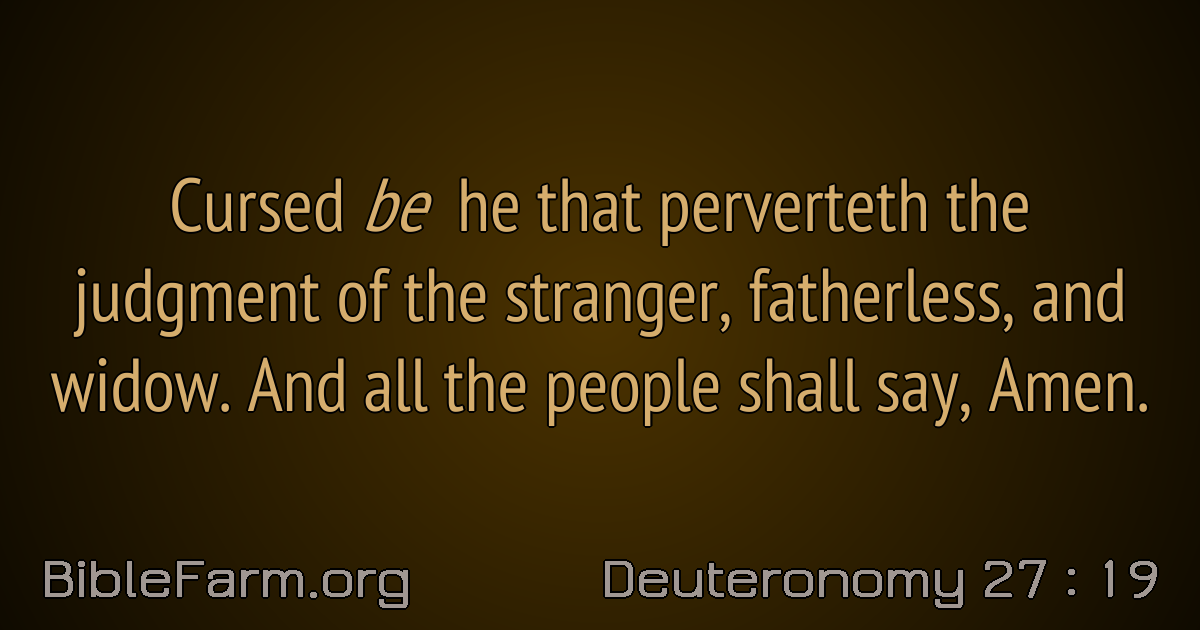 Cursed be he that perverteth the
judgment of the stranger, fatherless, and
widow. And all the people shall say, Amen.
BibleFarm.org
Deuteronomy 27 : 19